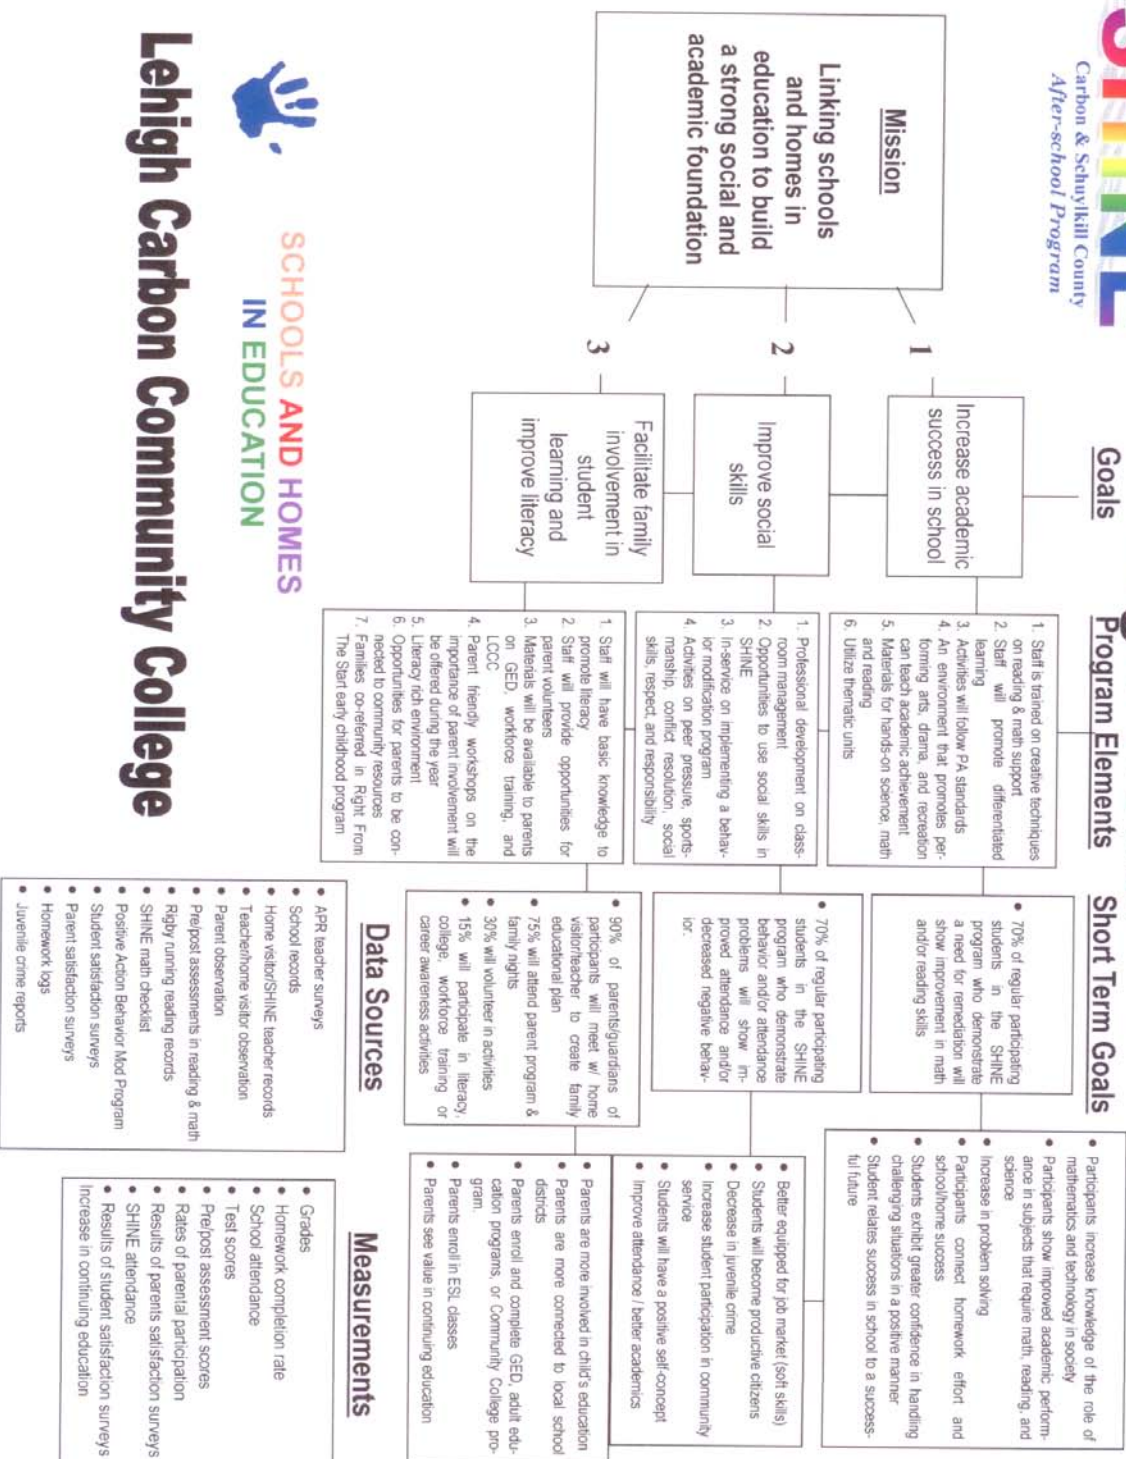 SHINE
Carbon & Schuylkill County
After-school Program
Mission
Linking schools
and homes in
education to build
a strong social and
academic foundation
1
2
3
Goals
Increase academic
success in school
Improve social
skills
Facilitate family
involvement in
student
learning and
improve literacy
Program Elements
1. Staff is trained on creative techniques
on reading & math support
2. Staff will promote differentiated
learning
3. Activities will follow PA standards
4. An environment that promotes per-
forming arts, drama, and recreation
can teach academic achievement
5. Materials for hands-on science, math
and reading
6. Utilize thematic units
1. Professional development on class-
room management
2. Opportunities to use social skills in
SHINE
3. In-service on implementing a behav-
ior modification program
4. Activities on peer pressure, sports-
manship, conflict resolution, social
skills, respect, and responsibility
1. Staff will have basic knowledge to
promote literacy
2. Staff will provide opportunities for
parent volunteers
3. Materials will be available to parents
on GED, workforce training, and
LCCC
4. Parent friendly workshops on the
importance of parent involvement will
be offered during the year
5. Literacy rich environment
6. Opportunities for parents to be con-
nected to community resources
7. Families co-referred in Right From
The Start early childhood program
Short Term Goals
• 70% of regular participating
students in the SHINE
program who demonstrate
a need for remediation will
show improvement in math
and/or reading skills
• 70% of regular participating
students in the SHINE
program who demonstrate
behavior and/or attendance
problems will show im-
proved attendance and/or
decreased negative behav-
ior.
• 90% of parents/guardians of
participants will meet w/ home
visitor/teacher to create family
educational plan
• 75% will attend parent program &
family nights
• 30% will volunteer in activities
• 15% will participate in literacy,
college, workforce training or
career awareness activities
• Participants increase knowledge of the role of
mathematics and technology in society
• Participants show improved academic perform-
ance in subjects that require math, reading, and
science
• Increase in problem solving
• Participants connect homework effort and
school/home success
• Students exhibit greater confidence in handling
challenging situations in a positive manner
• Student relates success in school to a success-
ful future
• Better equipped for job market (soft skills)
• Students will become productive citizens
• Decrease in juvenile crime
• Increase student participation in community
service
• Students will have a positive self-concept
• Improve attendance / better academics
• Parents are more involved in child's education
• Parents are more connected to local school
districts
• Parents enroll and complete GED, adult edu-
cation programs, or Community College pro-
gram.
• Parents enroll in ESL classes
• Parents see value in continuing education
SCHOOLS AND HOMES
IN EDUCATION
Lehigh Carbon Community College
Data Sources
• APR teacher surveys
• School records
• Home visitor/SHINE teacher records
• Teacher/home visitor observation
• Parent observation
• Pre/post assessments in reading & math
• Rigby running reading records
• SHINE math checklist
• Positive Action Behavior Mod Program
• Student satisfaction surveys
• Parent satisfaction surveys
• Homework logs
• Juvenile crime reports
Measurements
• Grades
• Homework completion rate
• School attendance
• Test scores
• Pre/post assessment scores
• Rates of parental participation
• Results of parents satisfaction surveys
• SHINE attendance
• Results of student satisfaction surveys
Increase in continuing education